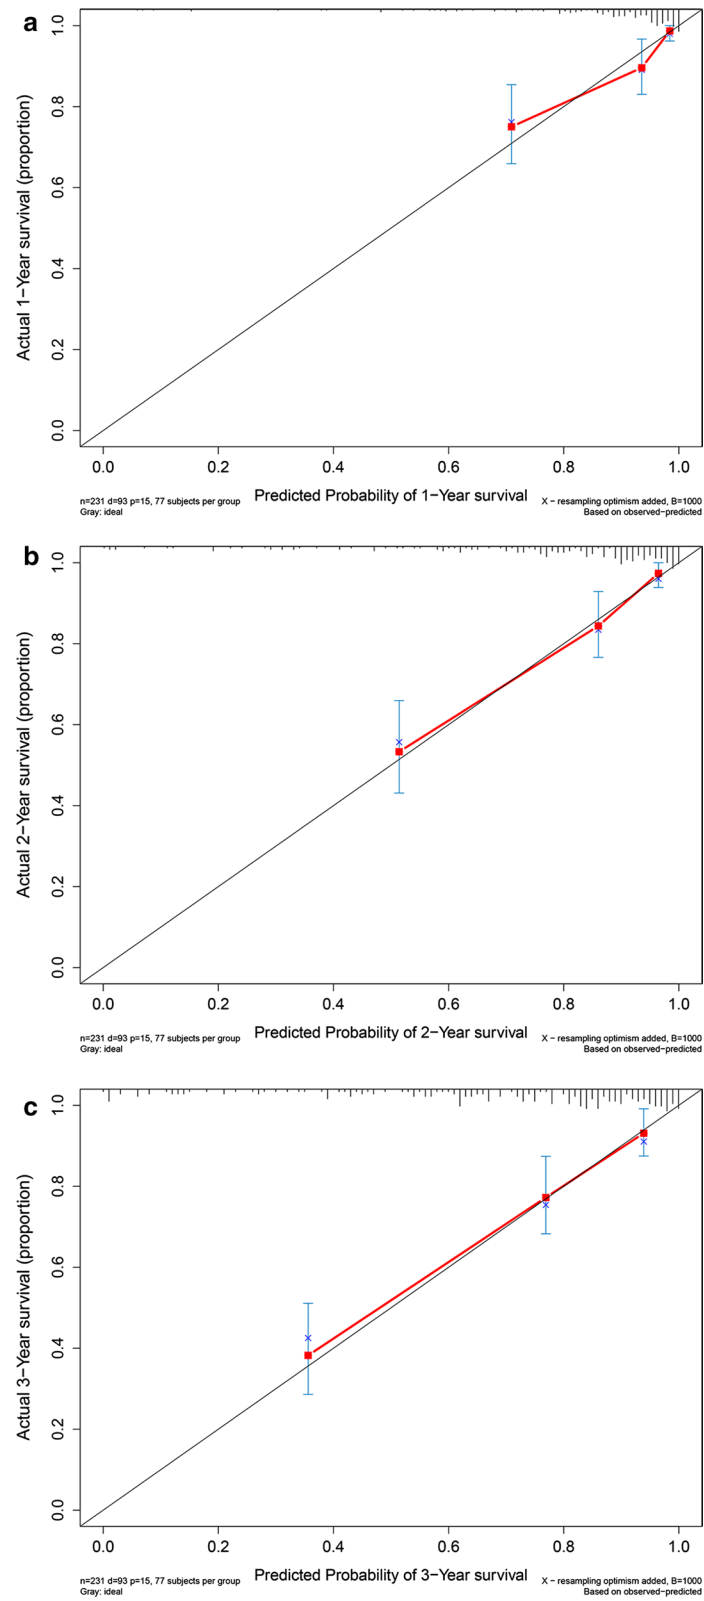 a
1.0
0.8
0.6
0.4
0.2
0.0
Actual 1−Year survival (proportion)
0.0 0.2 0.4 0.6 0.8 1.0
Predicted Probability of 1−Year survival
n=231 d=93 p=15, 77 subjects per group
Gray: ideal
X − resampling optimism added, B=1000
Based on observed−predicted
b
1.0
0.8
0.6
0.4
0.2
0.0
Actual 2−Year survival (proportion)
0.0 0.2 0.4 0.6 0.8 1.0
Predicted Probability of 2−Year survival
n=231 d=93 p=15, 77 subjects per group
Gray: ideal
X − resampling optimism added, B=1000
Based on observed−predicted
c
1.0
0.8
0.6
0.4
0.2
0.0
Actual 3−Year survival (proportion)
0.0 0.2 0.4 0.6 0.8 1.0
Predicted Probability of 3−Year survival
n=231 d=93 p=15, 77 subjects per group
Gray: ideal
X − resampling optimism added, B=1000
Based on observed−predicted